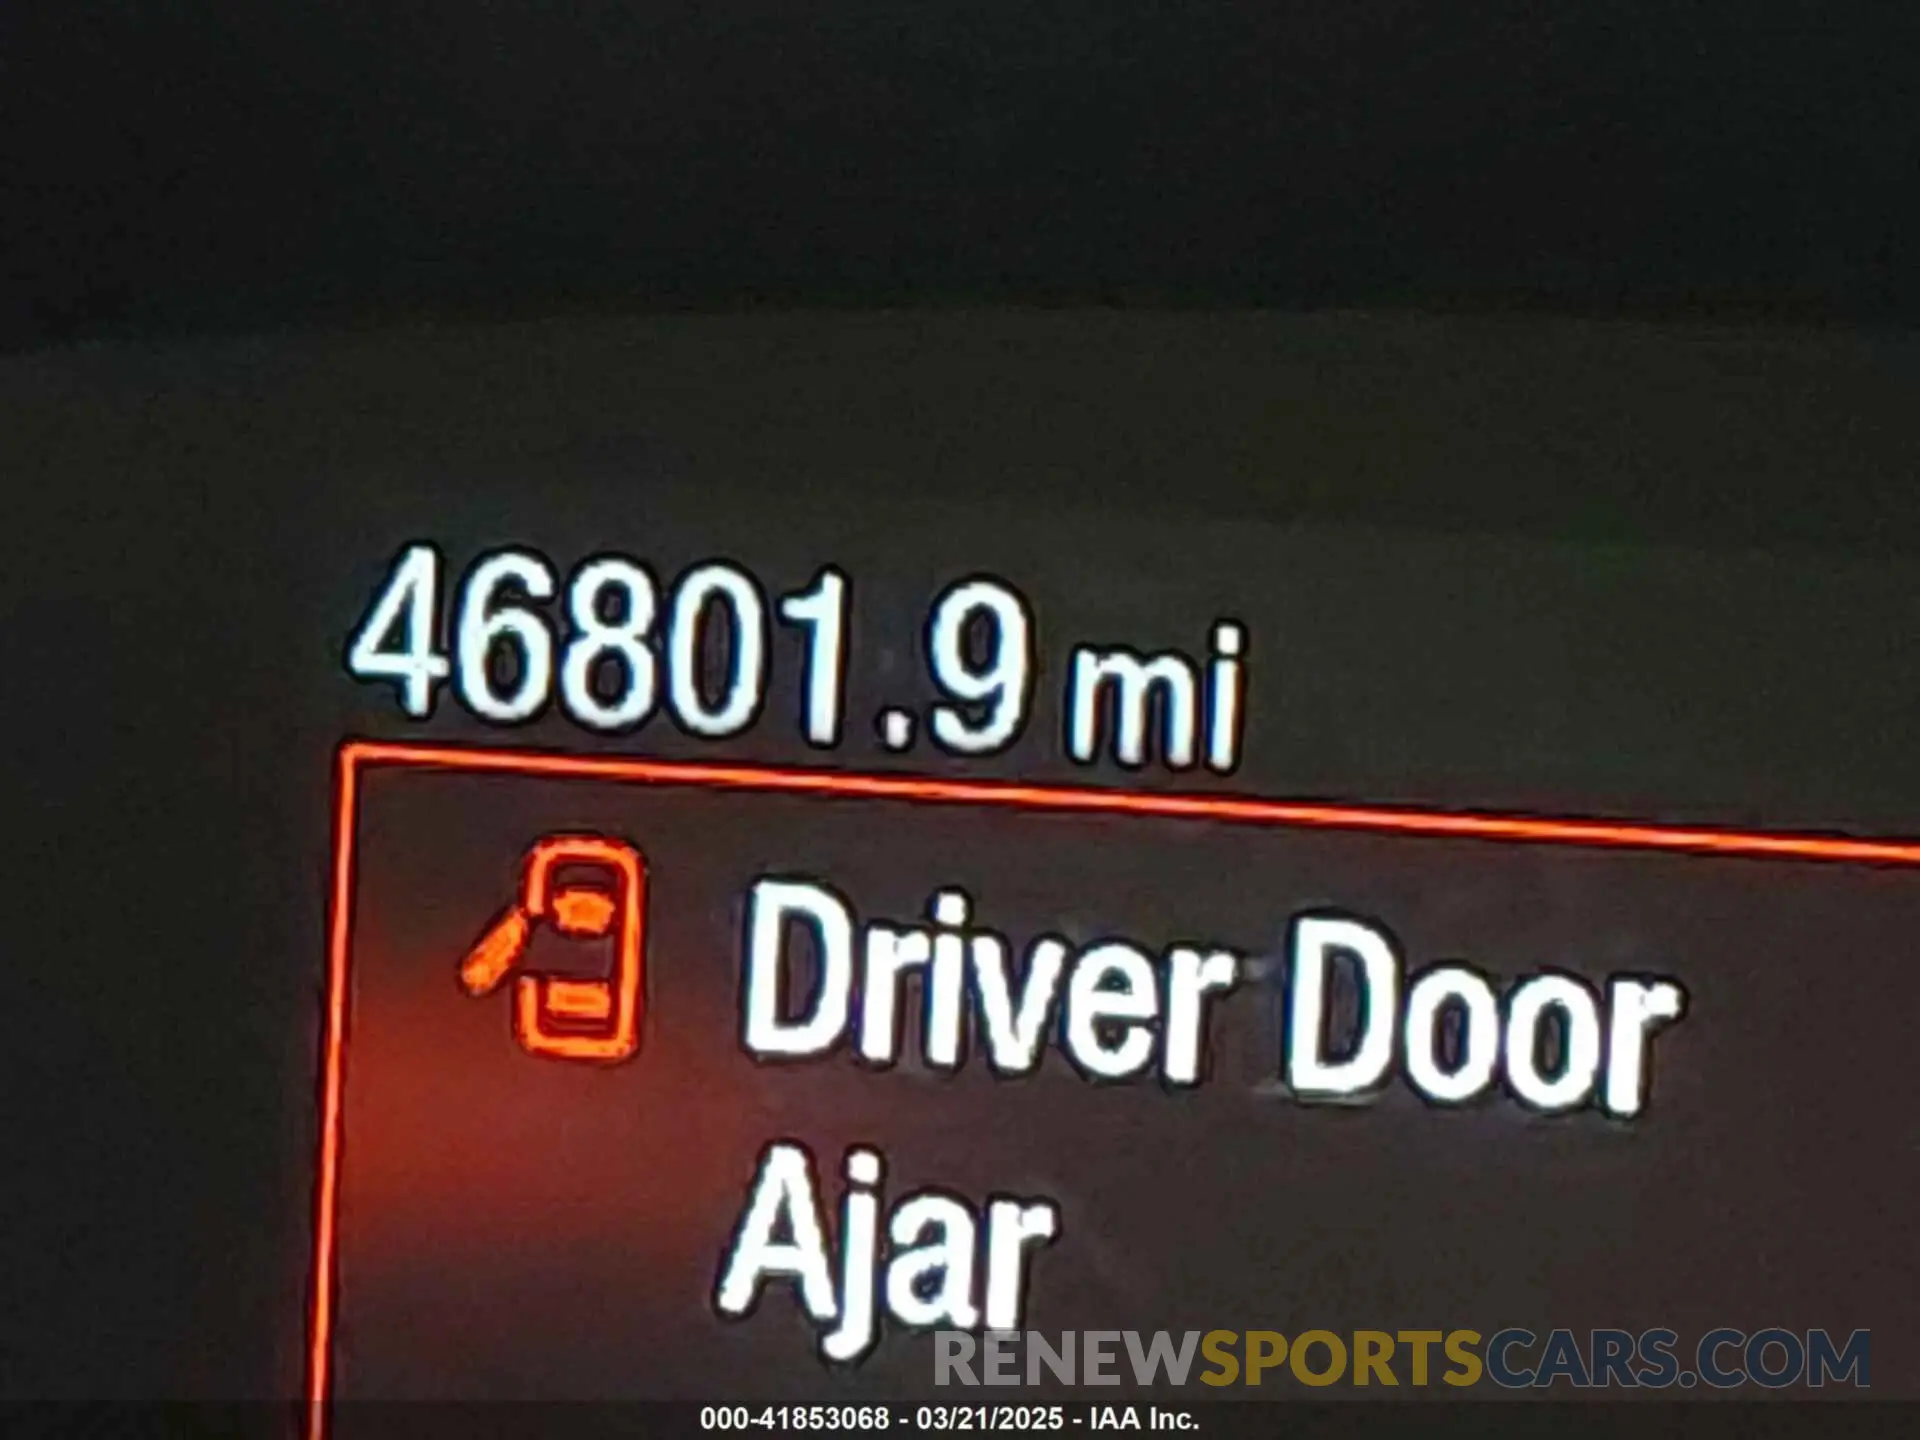 46801.9 mi
Driver Door
Ajar
RENEWSPORTSCARS.COM
000-41853068 - 03/21/2025 - IAA Inc.